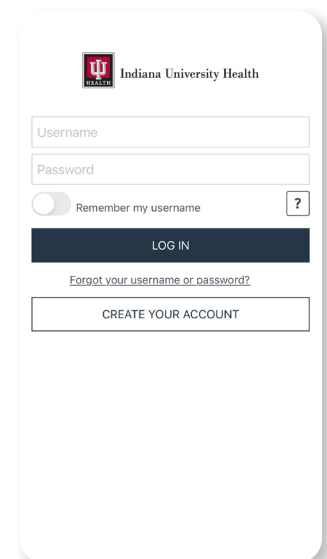 HEALTH
Indiana University Health
Username
Password
Remember my username
?
LOG IN
Forgot your username or password?
CREATE YOUR ACCOUNT